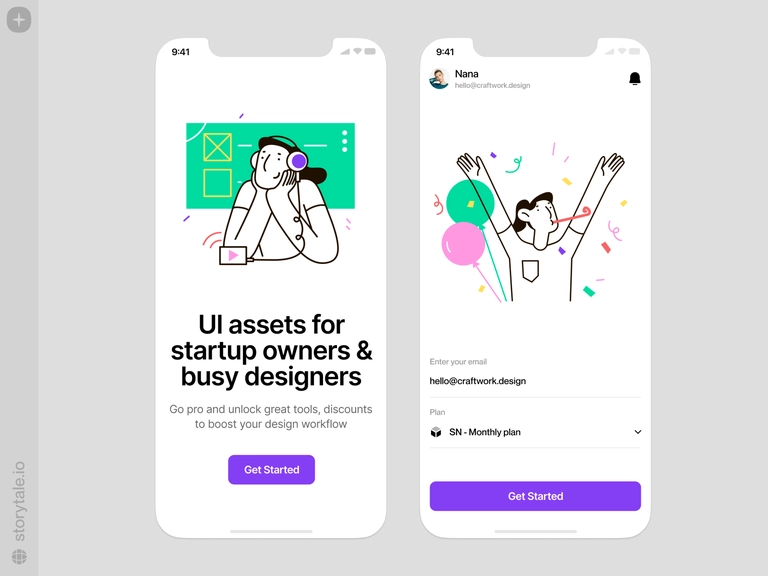 9:41
UI assets for
startup owners &
busy designers
Go pro and unlock great tools, discounts
to boost your design workflow
Get Started
9:41
Nana
hello@craftwork.design
Enter your email
hello@craftwork.design
Plan
SN - Monthly plan
Get Started
storytale.io